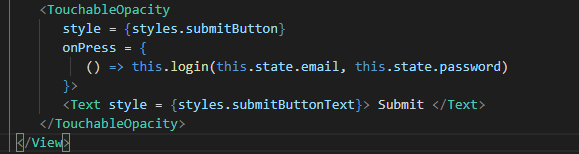 <TouchableOpacity
style = {styles.submitButton}
onPress = {
() => this.login(this.state.email, this.state.password)
}>
<Text style = {styles.submitButtonText}> Submit </Text>
</TouchableOpacity>
</View>